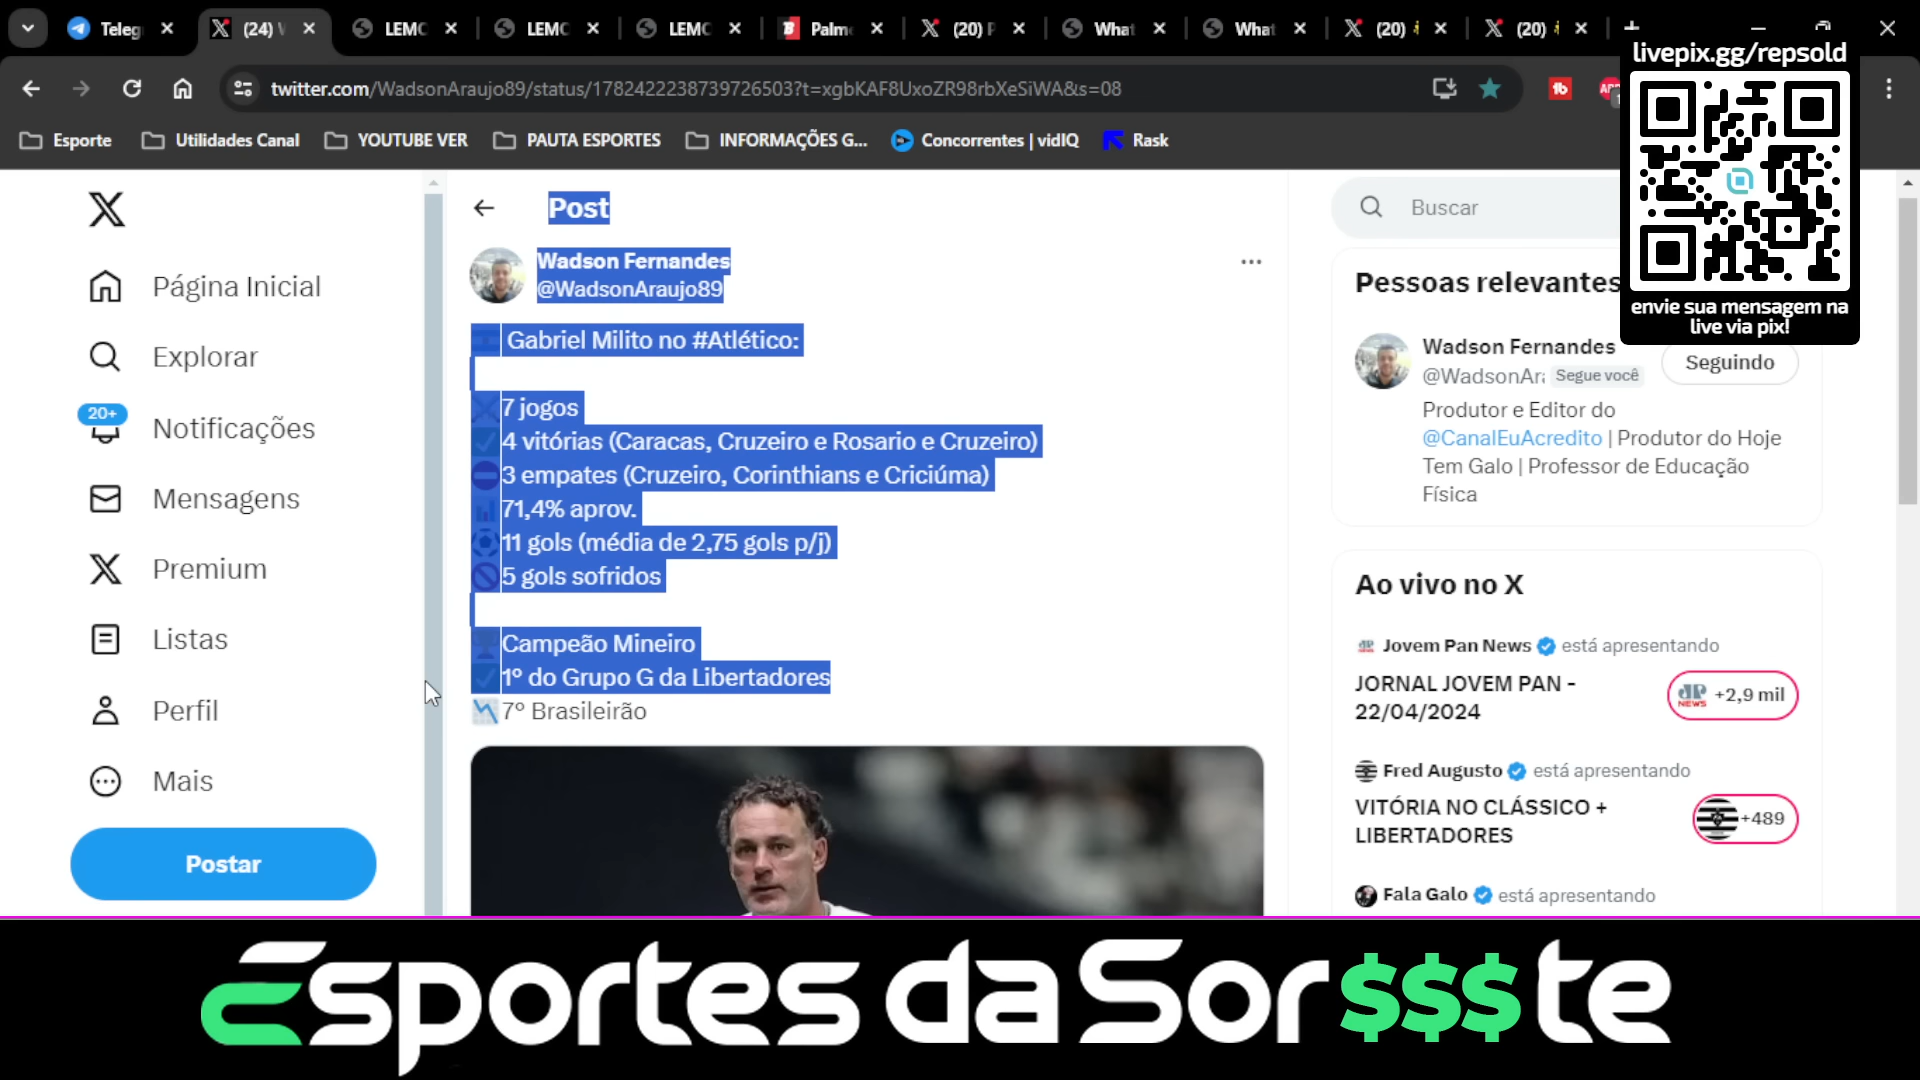 Teleg
(24) V
LEMC
LEMC
LEMC
Palm
(20) F
What
What
(20)
(20)
livepix.gg/repsold
twitter.com/WadsonAraujo89/status/1782422238739726503?t=xgbKAF8UxoZR98rbXeSiWA&s=08
Esporte
Utilidades Canal
YOUTUBE VER
PAUTA ESPORTES
INFORMAÇÕES G...
Concorrentes | vidIQ
Rask
envie sua mensagem na
live via pix!
Página Inicial
Explorar
20+
Notificações
Mensagens
Premium
Listas
Perfil
Mais
Postar
Post
Wadson Fernandes
@WadsonAraujo89
Gabriel Milito no #Atlético:
7 jogos
4 vitórias (Caracas, Cruzeiro e Rosario e Cruzeiro)
3 empates (Cruzeiro, Corinthians e Criciúma)
71,4% aprov.
11 gols (média de 2,75 gols p/j)
5 gols sofridos
Campeão Mineiro
1º do Grupo G da Libertadores
7º Brasileirão
Buscar
Pessoas relevantes
Wadson Fernandes
@WadsonAra Segue você
Seguindo
Produtor e Editor do
@CanalEuAcredito | Produtor do Hoje
Tem Galo | Professor de Educação
Física
Ao vivo no X
Jovem Pan News está apresentando
JORNAL JOVEM PAN -
22/04/2024
JP NEWS +2,9 mil
Fred Augusto está apresentando
VITÓRIA NO CLÁSSICO +
LIBERTADORES
+489
Fala Galo está apresentando
Esportes da Sor$$$te